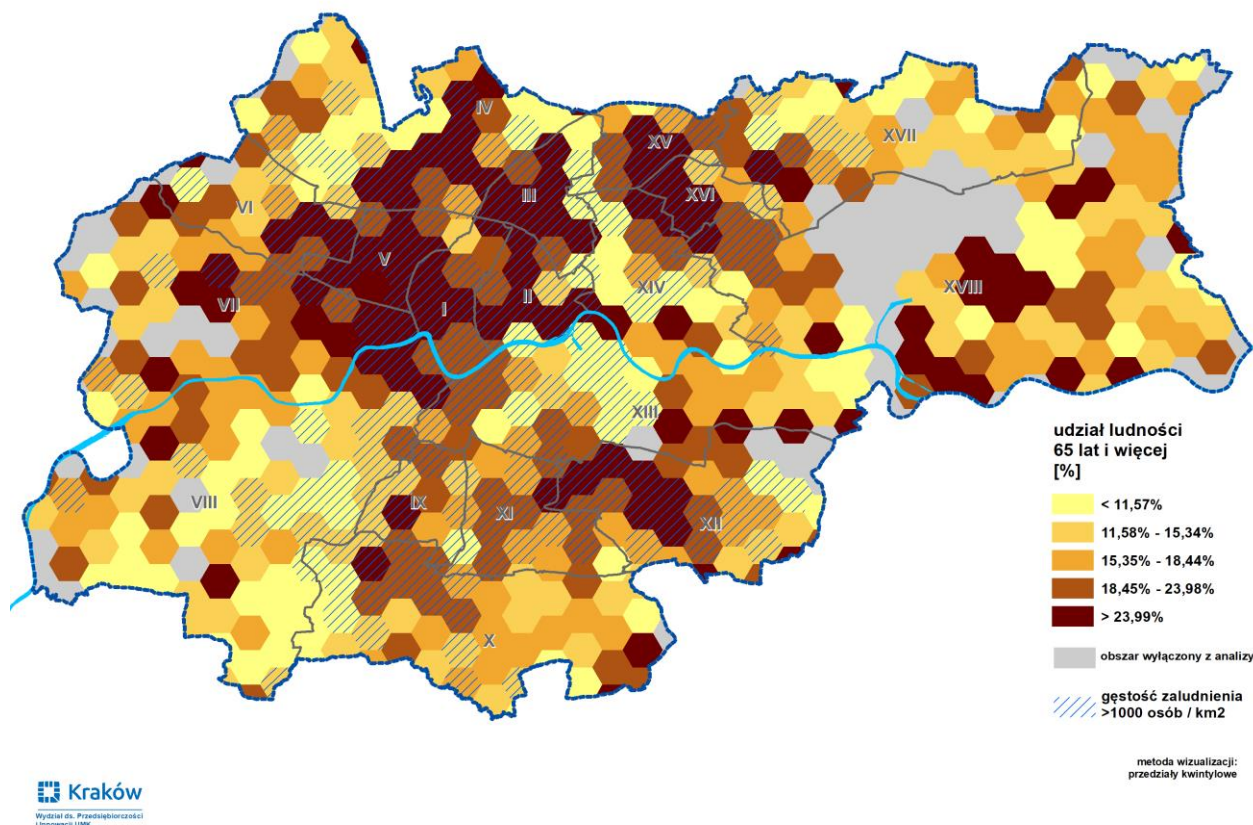 IV
XV
XVII
III
XVI
VI
V
XIV
XVIII
VII
I
II
XIII
VIII
IX
XI
XII
X
udział ludności
65 lat i więcej
[%]
< 11,57%
11,58% - 15,34%
15,35% - 18,44%
18,45% - 23,98%
> 23,99%
obszar wyłączony z analizy
gęstość zaludnienia
>1000 osób / km2
metoda wizualizacji:
przedziały kwintylowe
Kraków
Wydział ds. Przedsiębiorczości
i Innowacji UMK